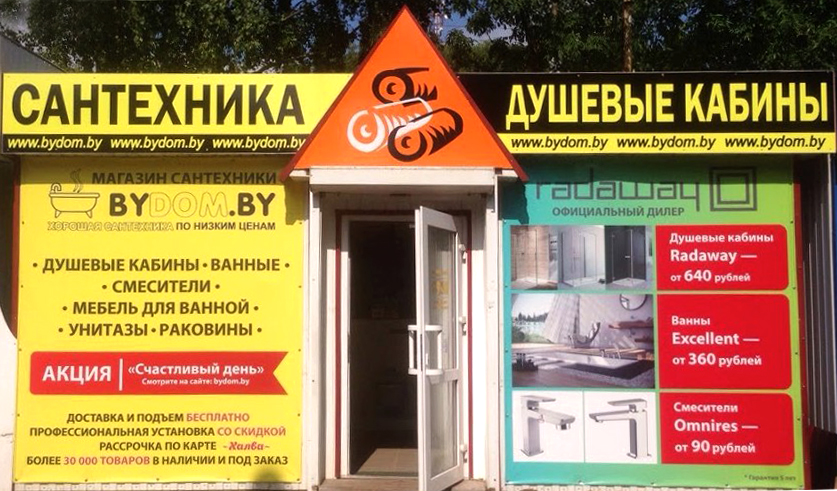 САНТЕХНИКА
www.bydom.by www.bydom.by www.bydom.by
ДУШЕВЫЕ КАБИНЫ
www.bydom.by www.bydom.by www.bydom.by
МАГАЗИН САНТЕХНИКИ
BYDOM.BY
ХОРОШАЯ САНТЕХНИКА ПО НИЗКИМ ЦЕНАМ
• ДУШЕВЫЕ КАБИНЫ • ВАННЫЕ •
• СМЕСИТЕЛИ •
• МЕБЕЛЬ ДЛЯ ВАННОЙ •
• УНИТАЗЫ • РАКОВИНЫ •
АКЦИЯ
«Счастливый день»
Смотрите на сайте: bydom.by
ДОСТАВКА И ПОДЪЕМ БЕСПЛАТНО
ПРОФЕССИОНАЛЬНАЯ УСТАНОВКА СО СКИДКОЙ
РАССРОЧКА ПО КАРТЕ -Халва-
БОЛЕЕ 30 000 ТОВАРОВ В НАЛИЧИИ И ПОД ЗАКАЗ
radaway
ОФИЦИАЛЬНЫЙ ДИЛЕР
Душевые кабины
Radaway —
от 640 рублей
Ванны
Excellent —
от 360 рублей
Смесители
Omnires —
от 90 рублей
* Гарантия 5 лет